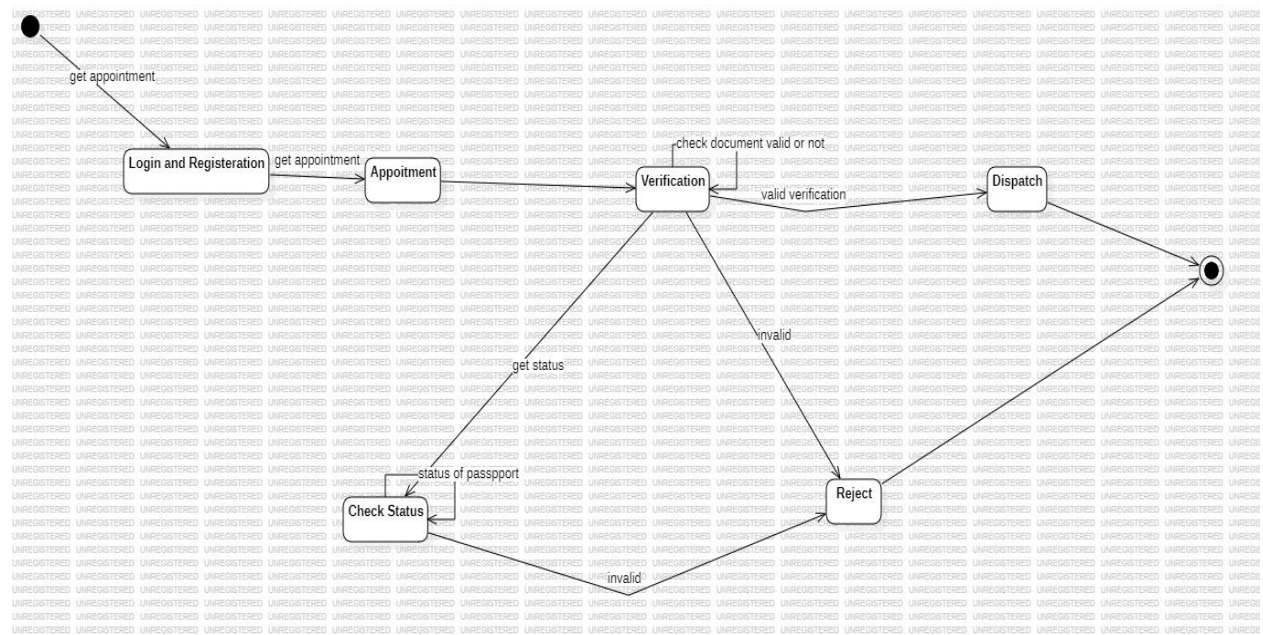 get appointment
Login and Registeration
get appointment
Appoitment
check document valid or not
Verification
valid verification
Dispatch
invalid
get status
status of passpport
Check Status
Reject
invalid
UNREGISTERED